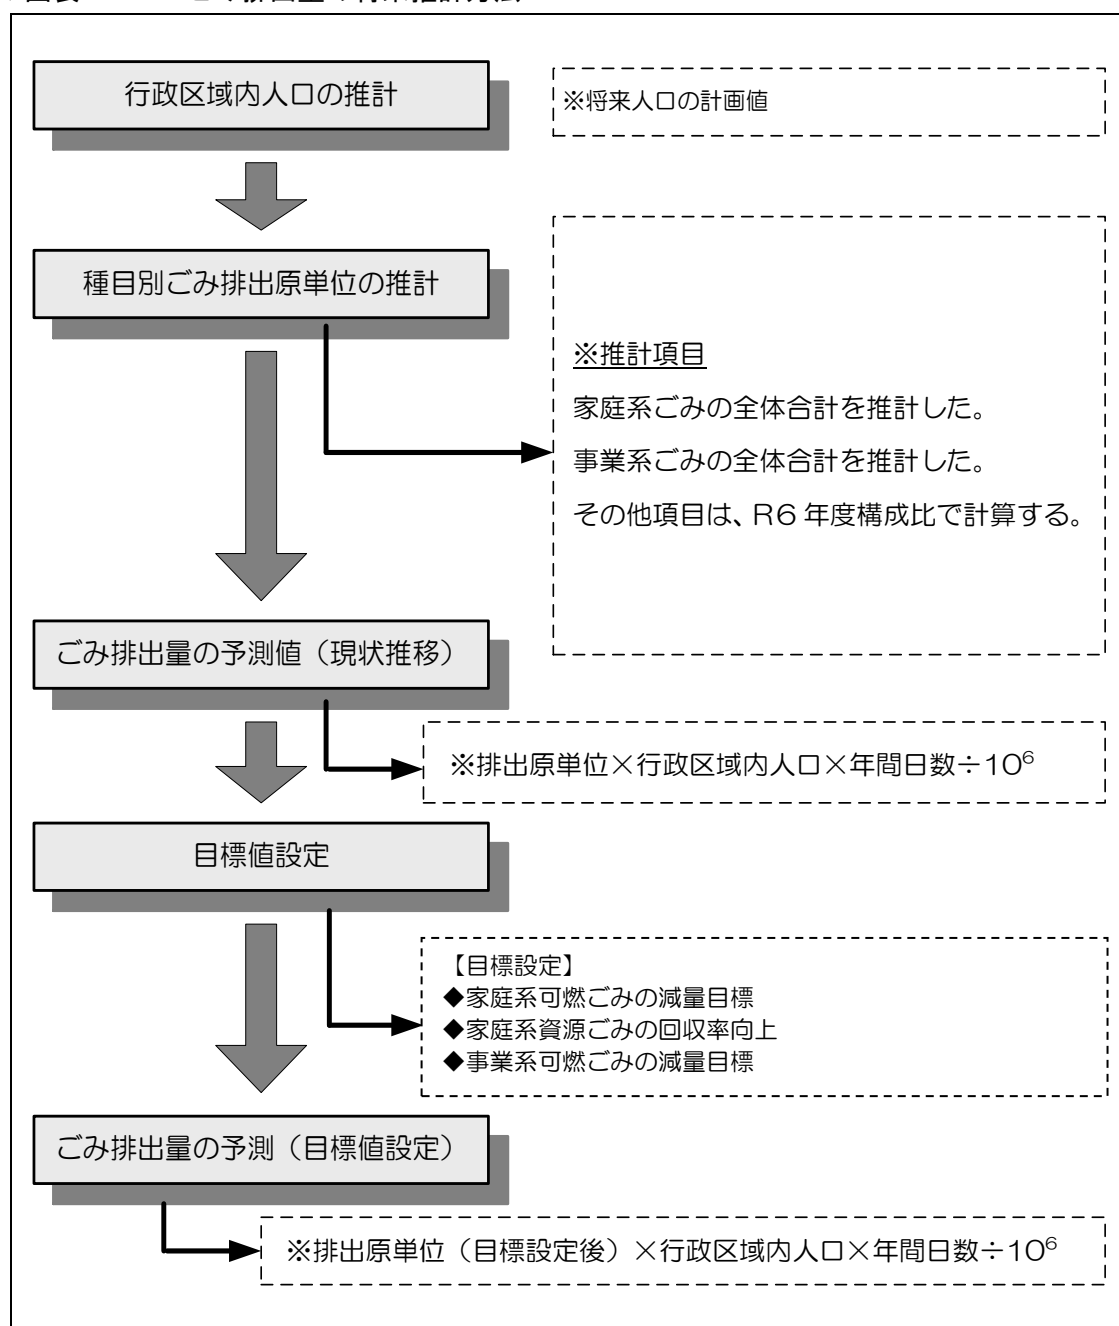 行政区域内人口の推計
※将来人口の計画値
種目別ごみ排出原単位の推計
※推計項目
家庭系ごみの全体合計を推計した。
事業系ごみの全体合計を推計した。
その他項目は、R6年度構成比で計算する。
ごみ排出量の予測値（現状推移）
※排出原単位×行政区域内人口×年間日数÷10⁶
目標値設定
【目標設定】
◆家庭系可燃ごみの減量目標
◆家庭系資源ごみの回収率向上
◆事業系可燃ごみの減量目標
ごみ排出量の予測（目標値設定）
※排出原単位（目標設定後）×行政区域内人口×年間日数÷10⁶